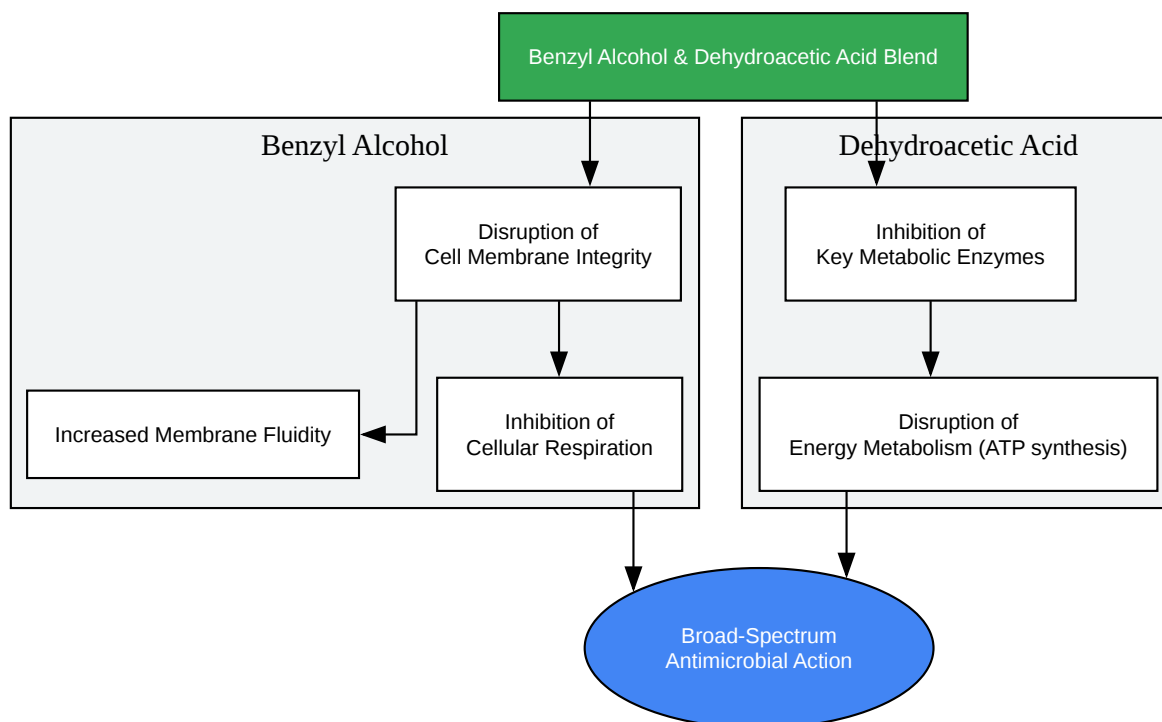 Benzyl Alcohol & Dehydroacetic Acid Blend
Benzyl Alcohol
Dehydroacetic Acid
Disruption of
Cell Membrane Integrity
Inhibition of
Key Metabolic Enzymes
Increased Membrane Fluidity
Inhibition of
Cellular Respiration
Disruption of
Energy Metabolism (ATP synthesis)
Broad-Spectrum
Antimicrobial Action